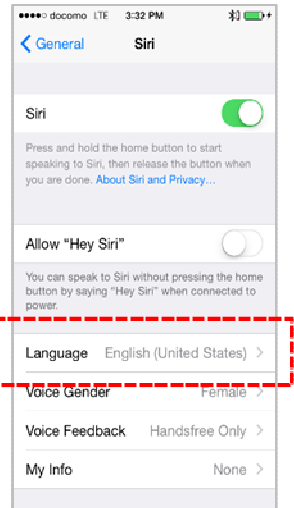 docomo LTE 3:32 PM
General Siri
Siri
Press and hold the home button to start
speaking to Siri, then release the button when
you are done. About Siri and Privacy...
Allow “Hey Siri”
You can speak to Siri without pressing the home
button by saying “Hey Siri” when connected to
power.
Language English (United States)
Voice Gender Female
Voice Feedback Handsfree Only
My Info None